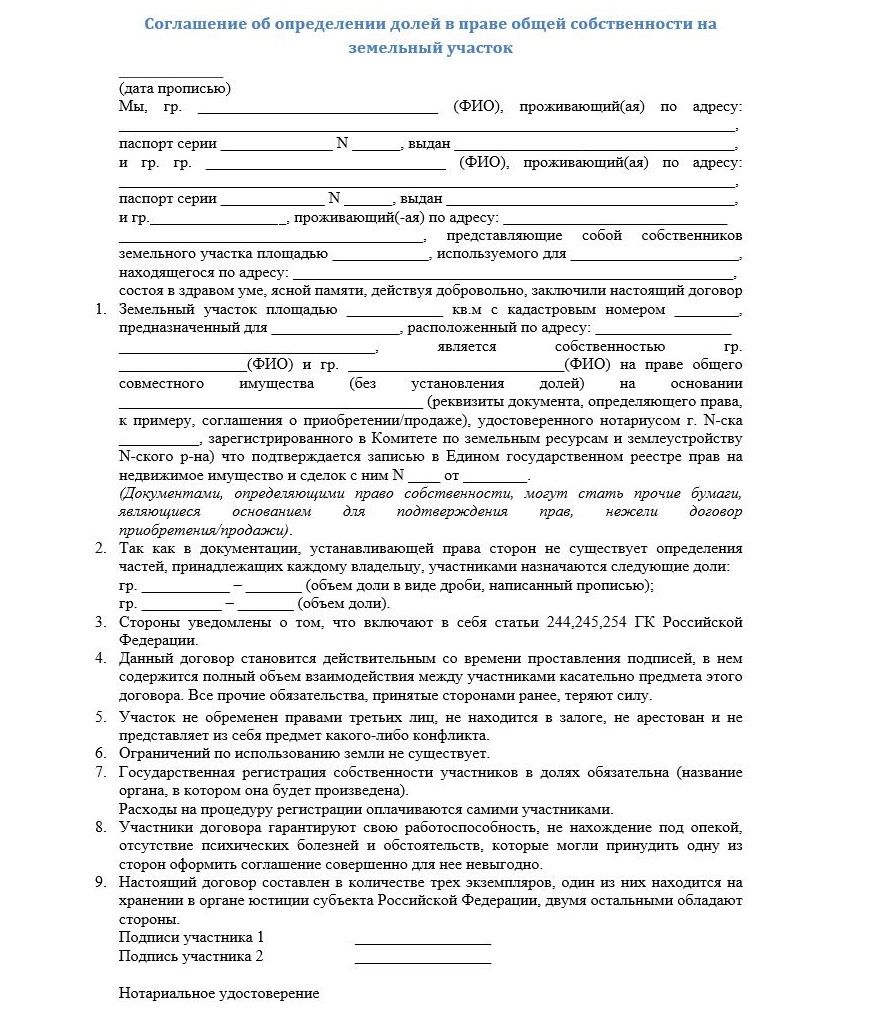 Соглашение об определении долей в праве общей собственности на
земельный участок
_____________
(дата прописью)
Мы, гр. ______________________________ (ФИО), проживающий(ая) по адресу:
_____________________________________________________________________________,
паспорт серии ______________ N ______, выдан ___________________________________,
и гр. гр. ______________________________ (ФИО), проживающий(ая) по адресу:
_____________________________________________________________________________,
паспорт серии _____________ N ______, выдан ____________________________________,
и гр._________________, проживающий(-ая) по адресу: ____________________________
______________________________________, представляющие собой собственников
земельного участка площадью ____________, используемого для _____________________,
находящегося по адресу: _______________________________________________________,
состоя в здравом уме, ясной памяти, действуя добровольно, заключили настоящий договор
1. Земельный участок площадью ____________ кв.м с кадастровым номером ________,
предназначенный для ________________, расположенный по адресу: _________________
________________________________, является собственностью гр.
________________(ФИО) и гр. ___________________________(ФИО) на праве общего
совместного имущества (без установления долей) на основании
______________________________________ (реквизиты документа, определяющего права,
к примеру, соглашения о приобретении/продаже), удостоверенного нотариусом г. N-ска
__________, зарегистрированного в Комитете по земельным ресурсам и землеустройству
N-ского р-на) что подтверждается записью в Едином государственном реестре прав на
недвижимое имущество и сделок с ним N ____ от ________.
(Документами, определяющими право собственности, могут стать прочие бумаги,
являющиеся основанием для подтверждения прав, нежели договор
приобретения/продажи).
2. Так как в документации, устанавливающей права сторон не существует определения
частей, принадлежащих каждому владельцу, участниками назначаются следующие доли:
гр. ___________ – _______ (объем доли в виде дроби, написанный прописью);
гр. __________ – _______ (объем доли).
3. Стороны уведомлены о том, что включают в себя статьи 244,245,254 ГК Российской
Федерации.
4. Данный договор становится действительным со времени проставления подписей, в нем
содержится полный объем взаимодействия между участниками касательно предмета этого
договора. Все прочие обязательства, принятые сторонами ранее, теряют силу.
5. Участок не обременен правами третьих лиц, не находится в залоге, не арестован и не
представляет из себя предмет какого-либо конфликта.
6. Ограничений по использованию земли не существует.
7. Государственная регистрация собственности участников в долях обязательна (название
органа, в котором она будет произведена).
Расходы на процедуру регистрации оплачиваются самими участниками.
8. Участники договора гарантируют свою работоспособность, не нахождение под опекой,
отсутствие психических болезней и обстоятельств, которые могли принудить одну из
сторон оформить соглашение совершенно для нее невыгодно.
9. Настоящий договор составлен в количестве трех экземпляров, один из них находится на
хранении в органе юстиции субъекта Российской Федерации, двумя остальными обладают
стороны.
Подписи участника 1 _________________
Подпись участника 2 _________________
Нотариальное удостоверение